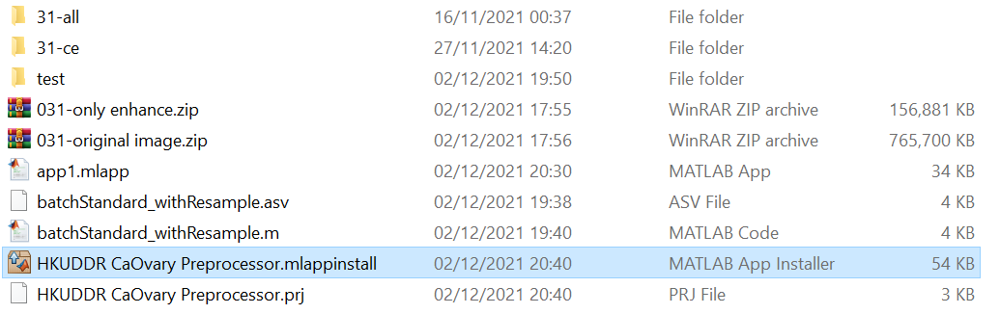 31-all 16/11/2021 00:37 File folder
31-ce 27/11/2021 14:20 File folder
test 02/12/2021 19:50 File folder
031-only enhance.zip 02/12/2021 17:55 WinRAR ZIP archive 156,881 KB
031-original image.zip 02/12/2021 17:56 WinRAR ZIP archive 765,700 KB
app1.mlapp 02/12/2021 20:30 MATLAB App 34 KB
batchStandard_withResample.asv 02/12/2021 19:38 ASV File 4 KB
batchStandard_withResample.m 02/12/2021 19:40 MATLAB Code 4 KB
HKUDDR CaOvary Preprocessor.mlappinstall 02/12/2021 20:40 MATLAB App Installer 54 KB
HKUDDR CaOvary Preprocessor.prj 02/12/2021 20:40 PRJ File 3 KB